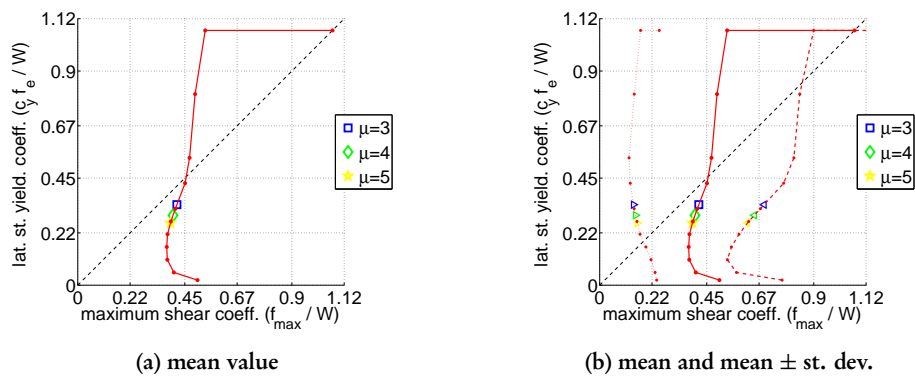 1.12
0.9
0.67
0.45
0.22
0
lat. st. yield. coeff. (ç_y f_e / W)
0 0.22 0.45 0.67 0.9 1.12
maximum shear coeff. (f_max / W)
μ=3
μ=4
μ=5
(a) mean value
1.12
0.9
0.67
0.45
0.22
0
lat. st. yield. coeff. (ç_y f_e / W)
0 0.22 0.45 0.67 0.9 1.12
maximum shear coeff. (f_max / W)
μ=3
μ=4
μ=5
(b) mean and mean ± st. dev.